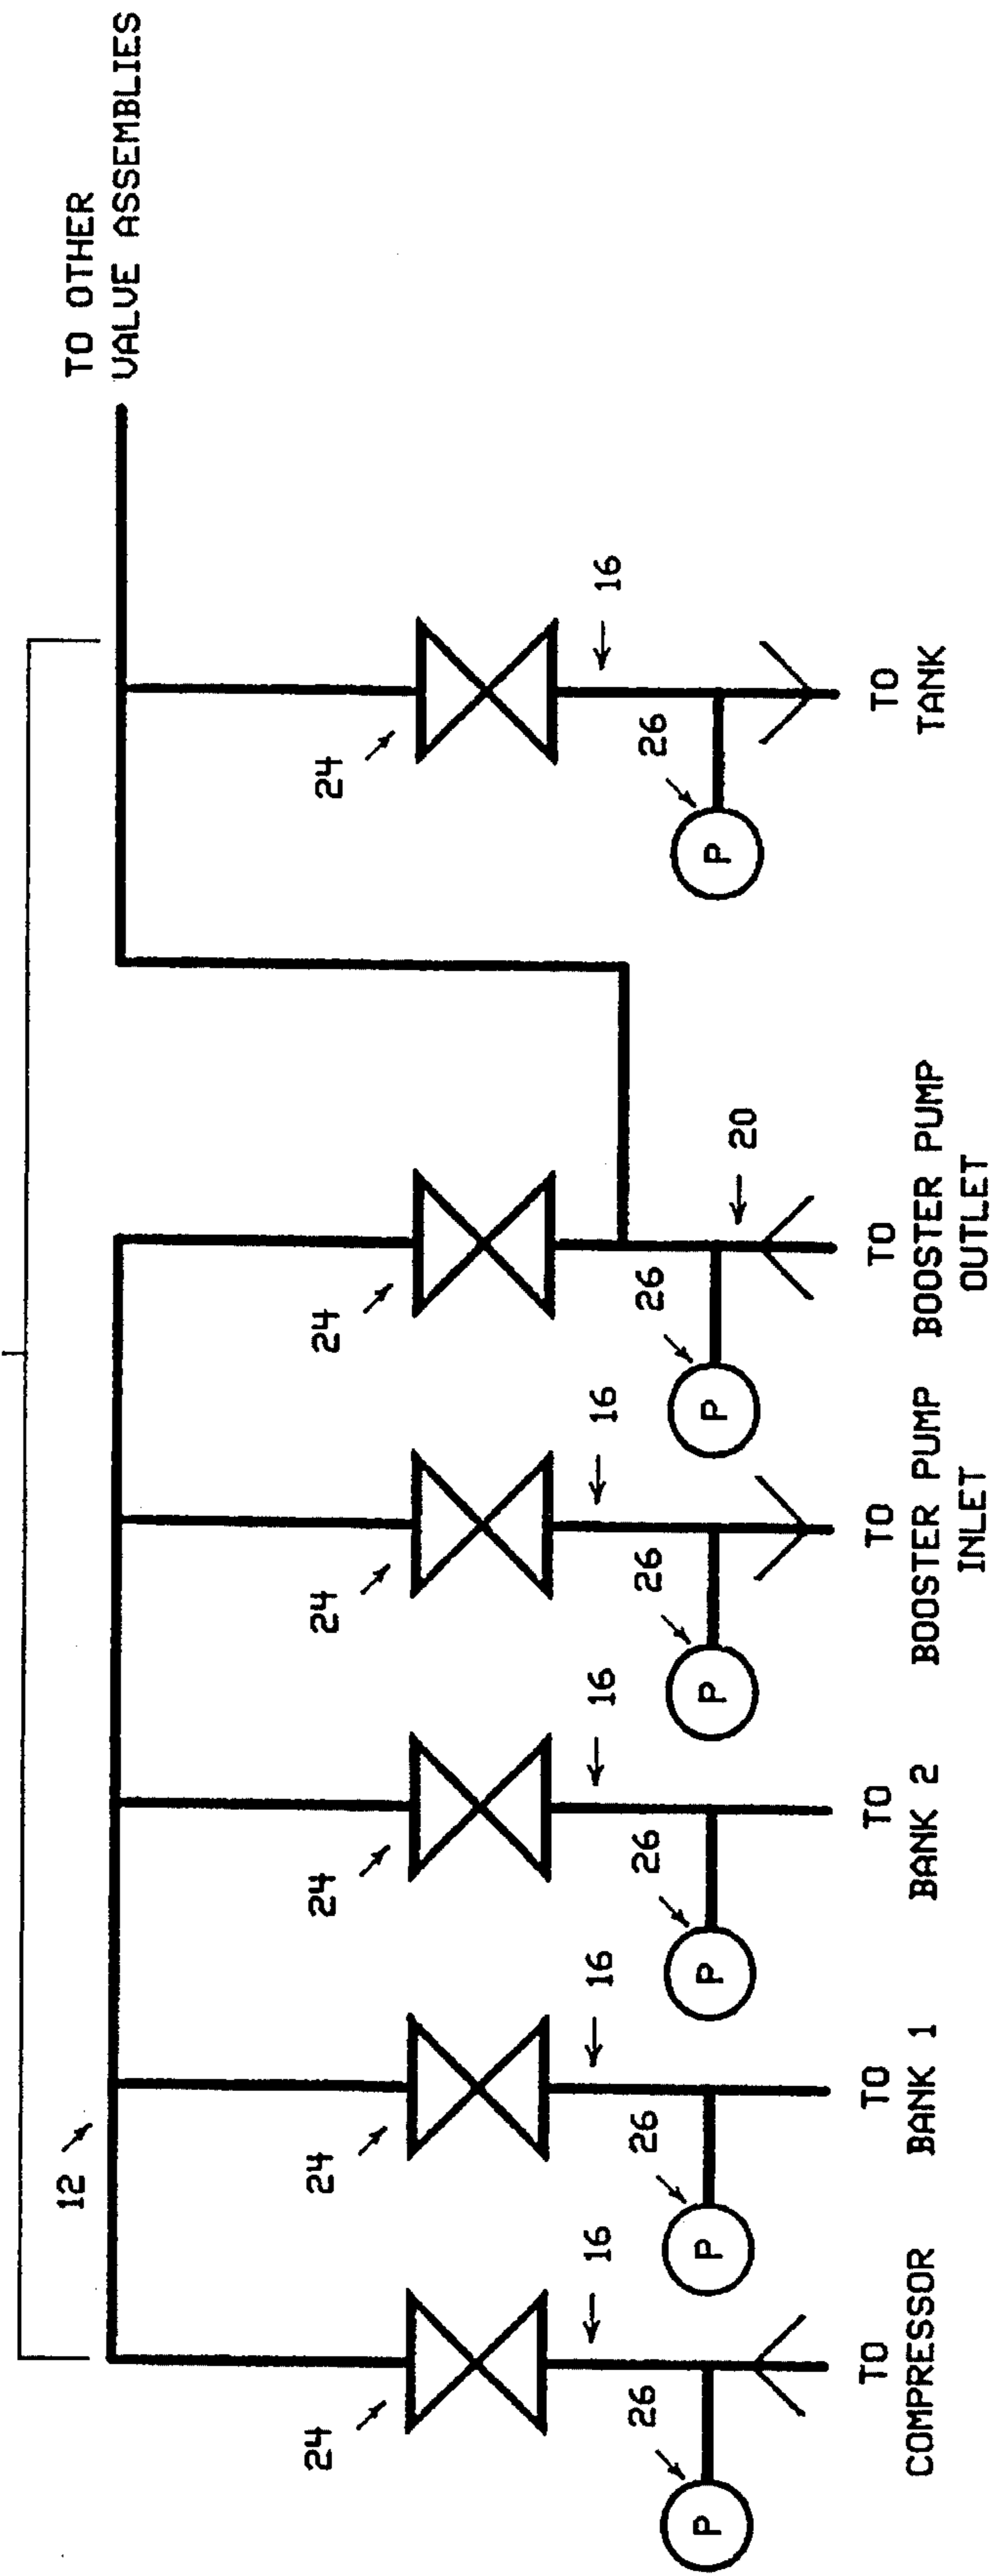 TO OTHER
VALVE ASSEMBLIES
12
24
24
24
24
24
24
16
16
16
16
20
16
26
26
26
26
26
26
P
P
P
P
P
P
TO
COMPRESSOR
TO
BANK 1
TO
BANK 2
TO
BOOSTER PUMP
INLET
TO
BOOSTER PUMP
OUTLET
TO
TANK